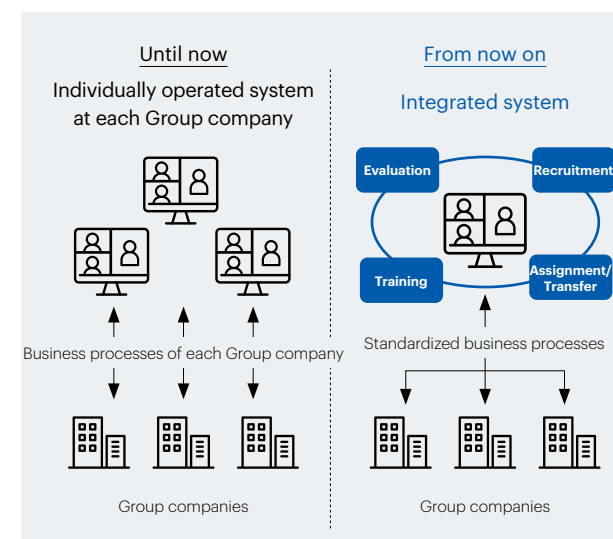 Until now
Individually operated system
at each Group company
Business processes of each Group company
Group companies
From now on
Integrated system
Evaluation
Recruitment
Training
Assignment/
Transfer
Standardized business processes
Group companies